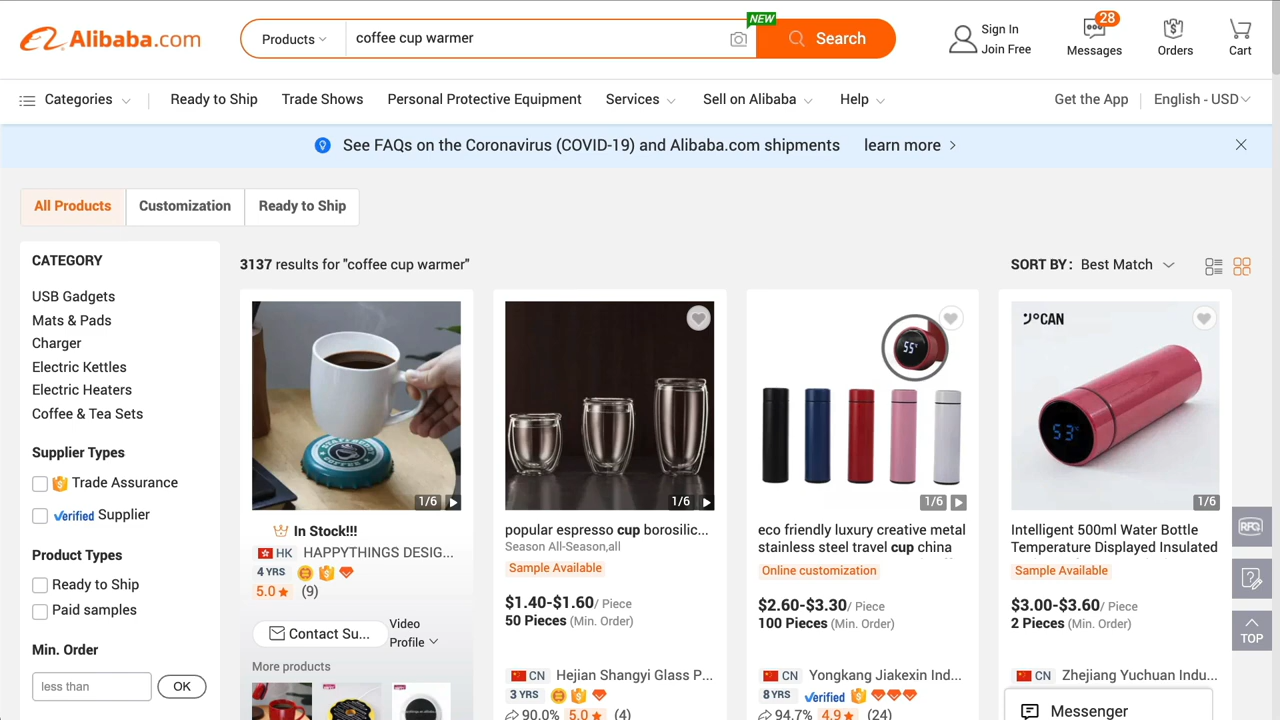 Alibaba.com
Products
coffee cup warmer
NEW
Search
Sign In
Join Free
28
Messages
Orders
Cart
Categories
Ready to Ship
Trade Shows
Personal Protective Equipment
Services
Sell on Alibaba
Help
Get the App
English - USD
See FAQs on the Coronavirus (COVID-19) and Alibaba.com shipments
learn more
All Products
Customization
Ready to Ship
CATEGORY
USB Gadgets
Mats & Pads
Charger
Electric Kettles
Electric Heaters
Coffee & Tea Sets
Supplier Types
Trade Assurance
Verified Supplier
Product Types
Ready to Ship
Paid samples
Min. Order
less than
OK
3137 results for "coffee cup warmer"
SORT BY : Best Match
1/6
In Stock!!!
HK HAPPYTHINGS DESIG...
4 YRS
5.0 (9)
Contact Su...
Video
Profile
More products
1/6
popular espresso cup borosilic...
Season All-Season,all
Sample Available
$1.40-$1.60/ Piece
50 Pieces (Min. Order)
CN Hejian Shangyi Glass P...
3 YRS
90.0% 5.0 (4)
55°
1/6
eco friendly luxury creative metal
stainless steel travel cup china
Online customization
$2.60-$3.30/ Piece
100 Pieces (Min. Order)
CN Yongkang Jiakexin Ind...
8 YRS Verified
94.7% 4.9 (24)
CAN
53°
1/6
Intelligent 500ml Water Bottle
Temperature Displayed Insulated
Sample Available
$3.00-$3.60/ Piece
2 Pieces (Min. Order)
CN Zhejiang Yuchuan Indu...
RFQ
TOP
Messenger